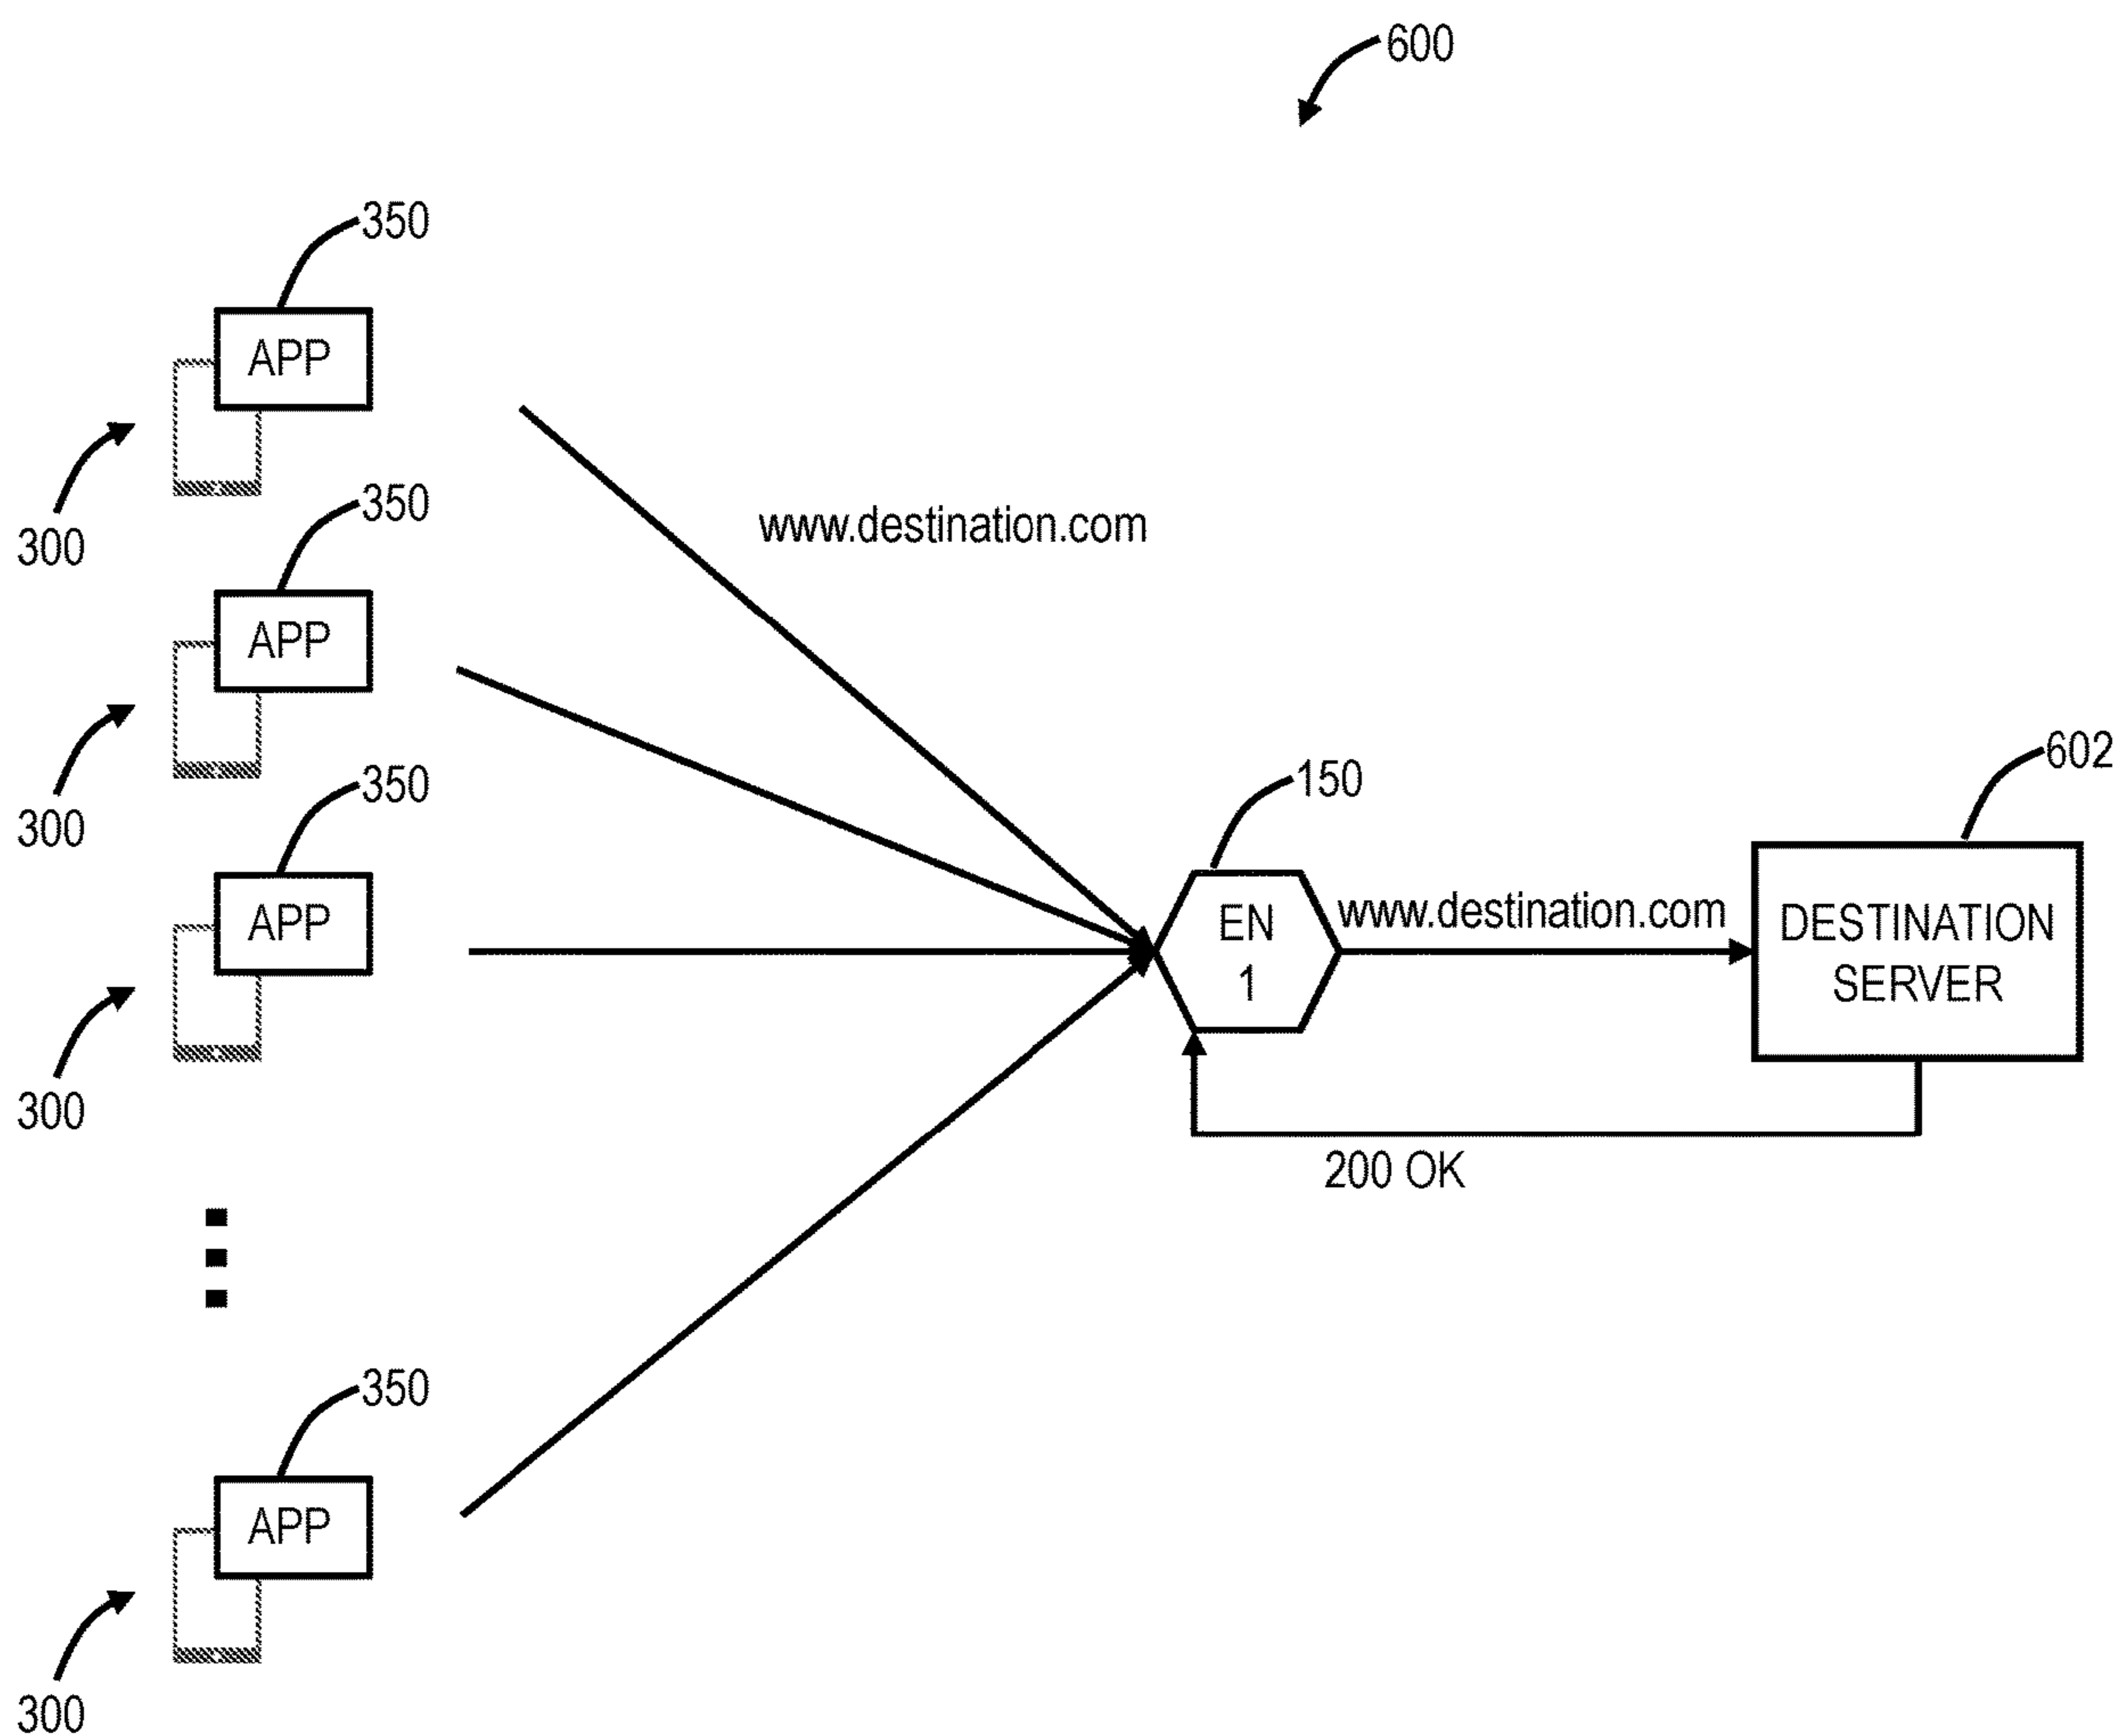 600
350
APP
300
350
www.destination.com
APP
300
350
602
150
APP
EN
1
www.destination.com
DESTINATION
SERVER
300
200 OK
350
APP
300